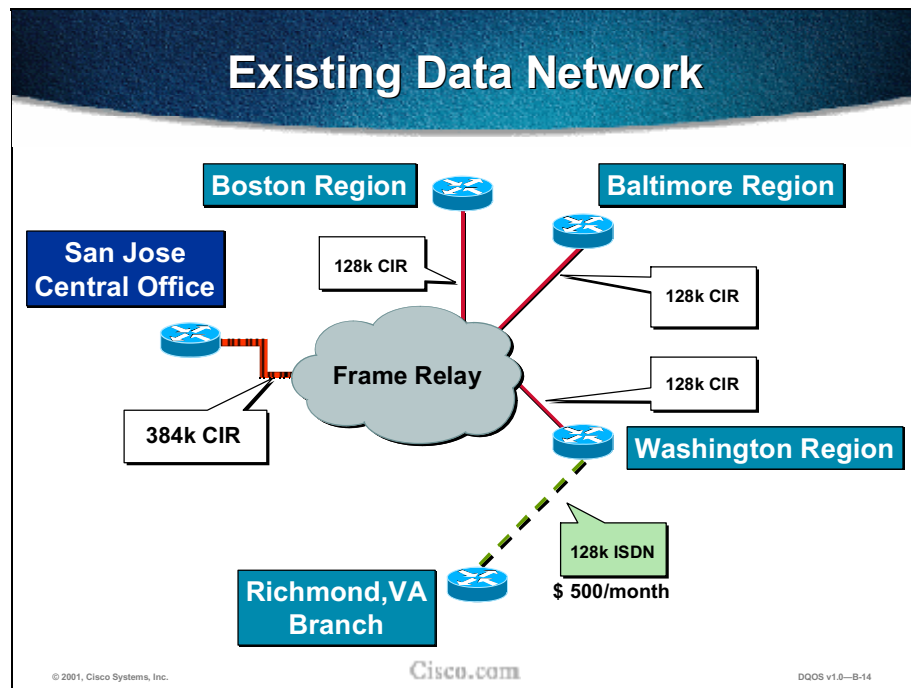 Existing Data Network
Boston Region
Baltimore Region
San Jose
Central Office
128k CIR
128k CIR
Frame Relay
128k CIR
384k CIR
Washington Region
128k ISDN
$ 500/month
Richmond,VA
Branch
© 2001, Cisco Systems, Inc.
Cisco.com
DQOS v1.0—B-14